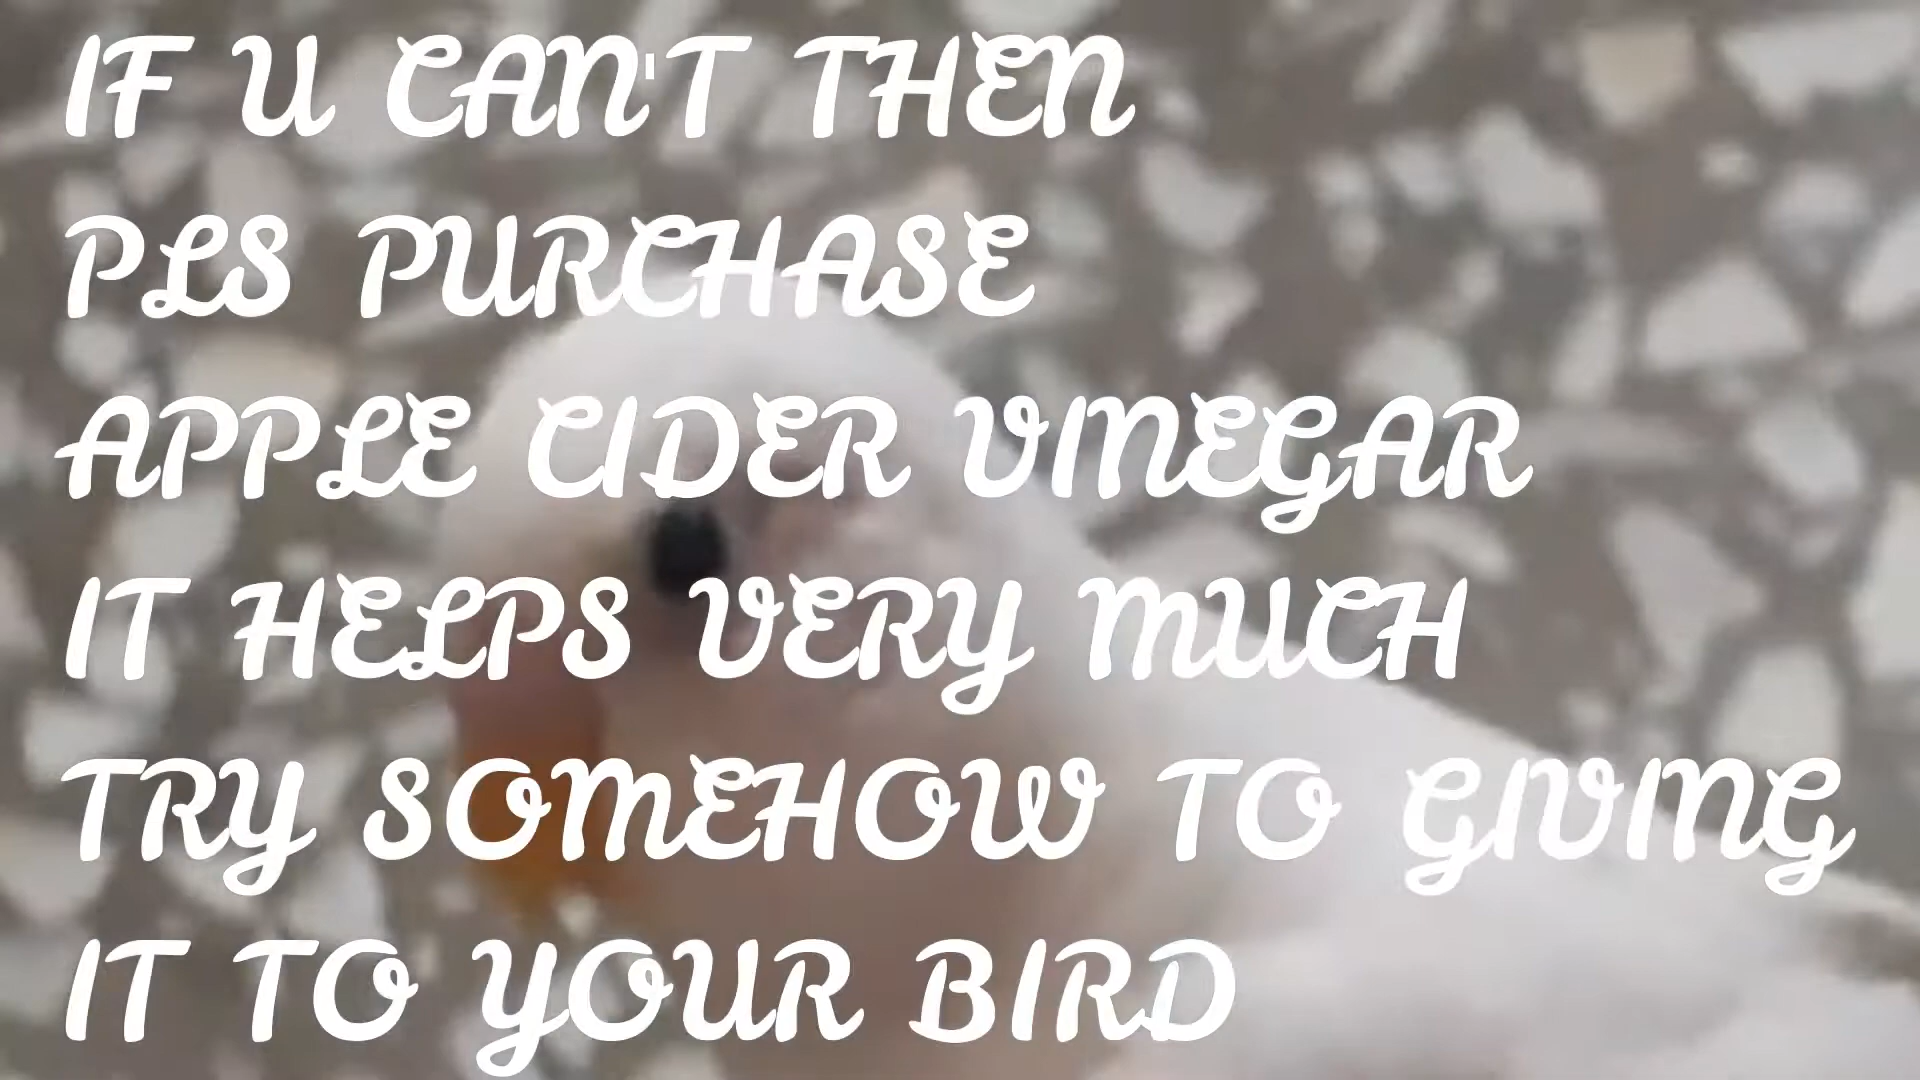 IF U CAN'T THEN
PLS PURCHASE
APPLE CIDER VINEGAR
IT HELPS VERY MUCH
TRY SOMEHOW TO GIVING
IT TO YOUR BIRD